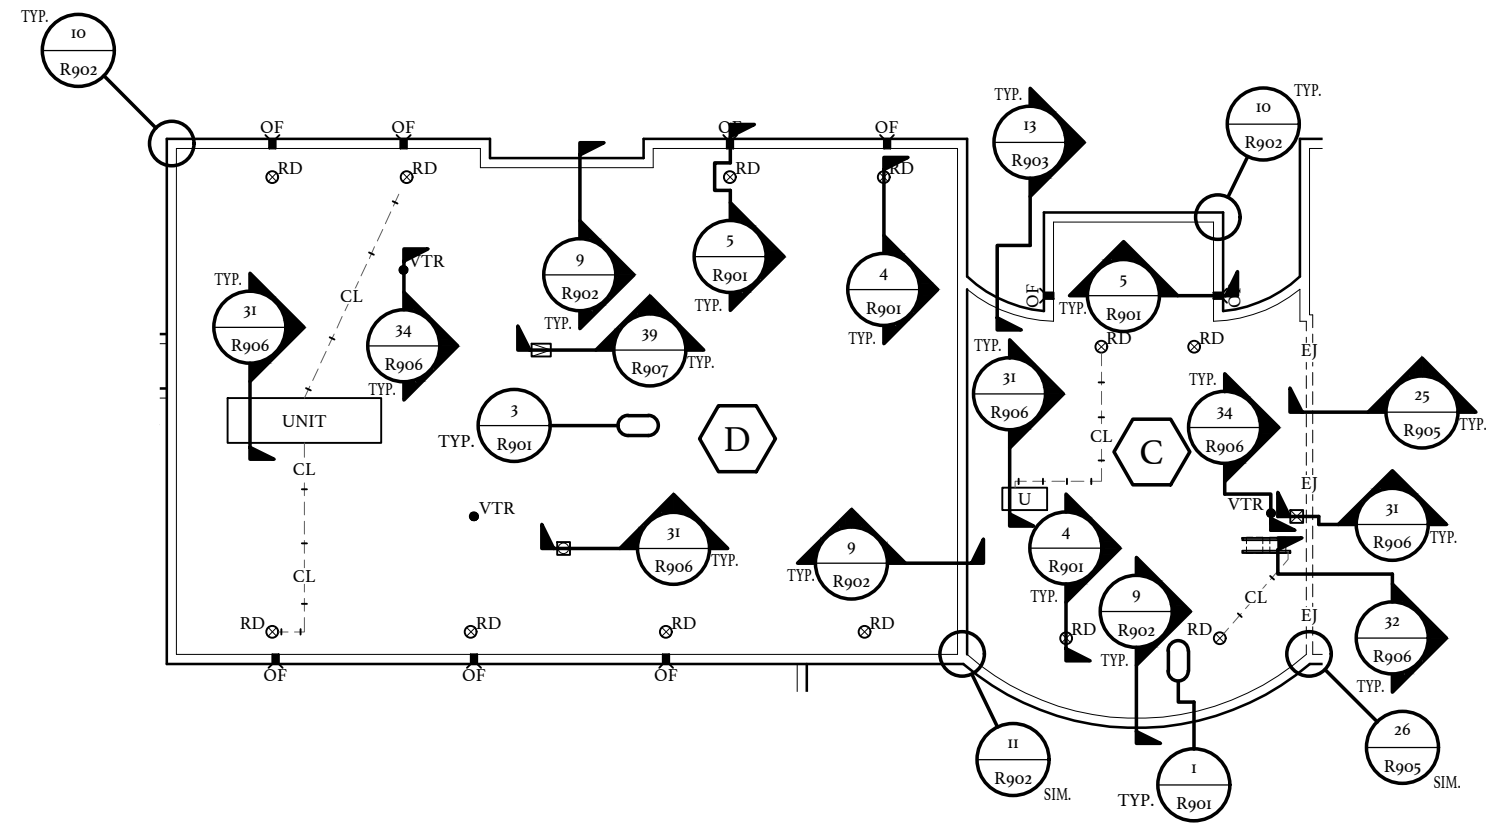 TYP.
10
R902
TYP.
10
R902
TYP.
13
R903
OF
OF
OF
OF
RD
RD
RD
RD
5
R901
TYP.
9
R902
TYP.
4
R901
TYP.
VTR
TYP.
31
R906
CL
34
R906
TYP.
39
R907
TYP.
OF
5
R901
TYP.
OF
RD
RD
EJ
TYP.
31
R906
TYP.
34
R906
25
R905
TYP.
UNIT
3
R901
TYP.
D
CL
C
CL
EJ
U
VTR
31
R906
TYP.
VTR
31
R906
TYP.
9
R902
TYP.
4
R901
TYP.
CL
9
R902
TYP.
CL
EJ
32
R906
TYP.
RD
RD
RD
RD
RD
RD
OF
OF
OF
11
R902
SIM.
1
R901
TYP.
26
R905
SIM.